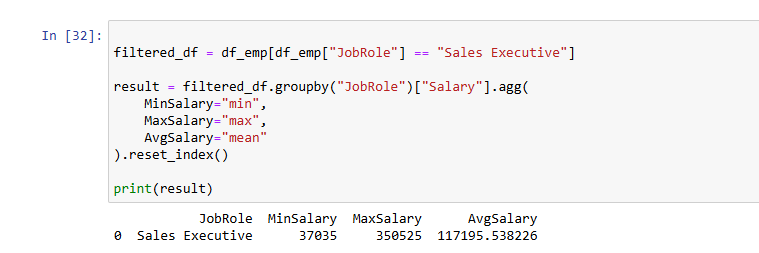 In [32]:
filtered_df = df_emp[df_emp["JobRole"] == "Sales Executive"]
result = filtered_df.groupby("JobRole")["Salary"].agg(
    MinSalary="min",
    MaxSalary="max",
    AvgSalary="mean"
).reset_index()
print(result)
           JobRole  MinSalary  MaxSalary      AvgSalary
0  Sales Executive      37035     350525  117195.538226